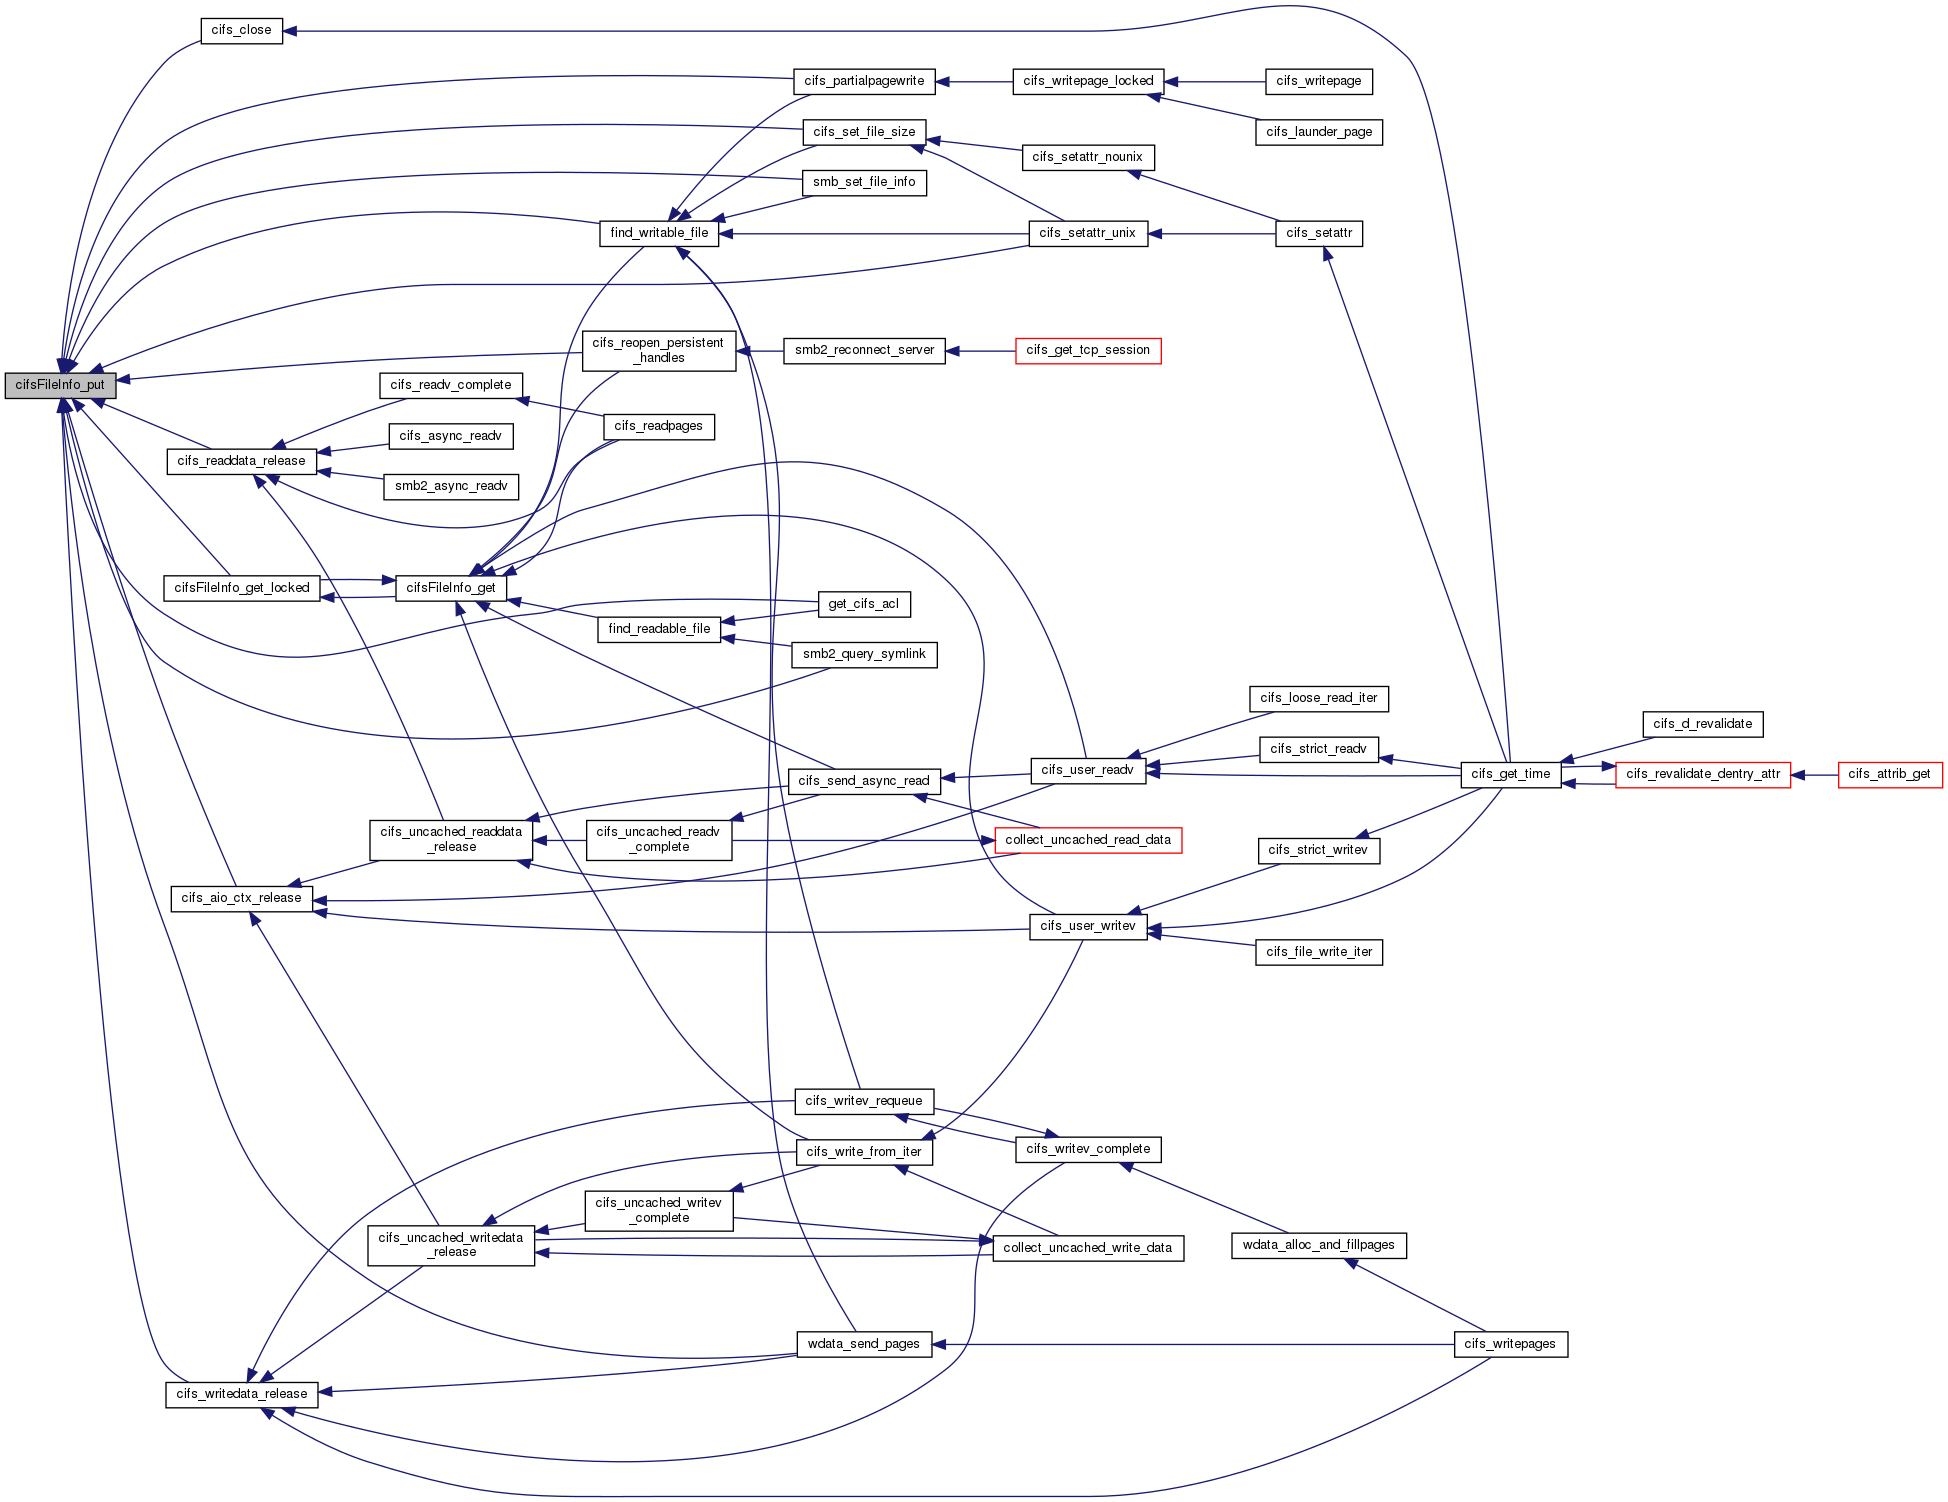 cifs_close
cifs_partialpagewrite
cifs_writepage_locked
cifs_writepage
cifs_launder_page
cifs_set_file_size
cifs_setattr_nounix
smb_set_file_info
find_writable_file
cifs_setattr_unix
cifs_setattr
cifs_reopen_persistent
_handles
smb2_reconnect_server
cifs_get_tcp_session
cifsFileInfo_put
cifs_readv_complete
cifs_readpages
cifs_async_readv
cifs_readdata_release
smb2_async_readv
cifsFileInfo_get_locked
cifsFileInfo_get
get_cifs_acl
find_readable_file
smb2_query_symlink
cifs_loose_read_iter
cifs_d_revalidate
cifs_strict_readv
cifs_user_readv
cifs_get_time
cifs_revalidate_dentry_attr
cifs_attrib_get
cifs_send_async_read
cifs_uncached_readdata
_release
cifs_uncached_readv
_complete
collect_uncached_read_data
cifs_strict_writev
cifs_aio_ctx_release
cifs_user_writev
cifs_file_write_iter
cifs_writev_requeue
cifs_write_from_iter
cifs_writev_complete
cifs_uncached_writev
_complete
cifs_uncached_writedata
_release
collect_uncached_write_data
wdata_alloc_and_fillpages
wdata_send_pages
cifs_writepages
cifs_writedata_release